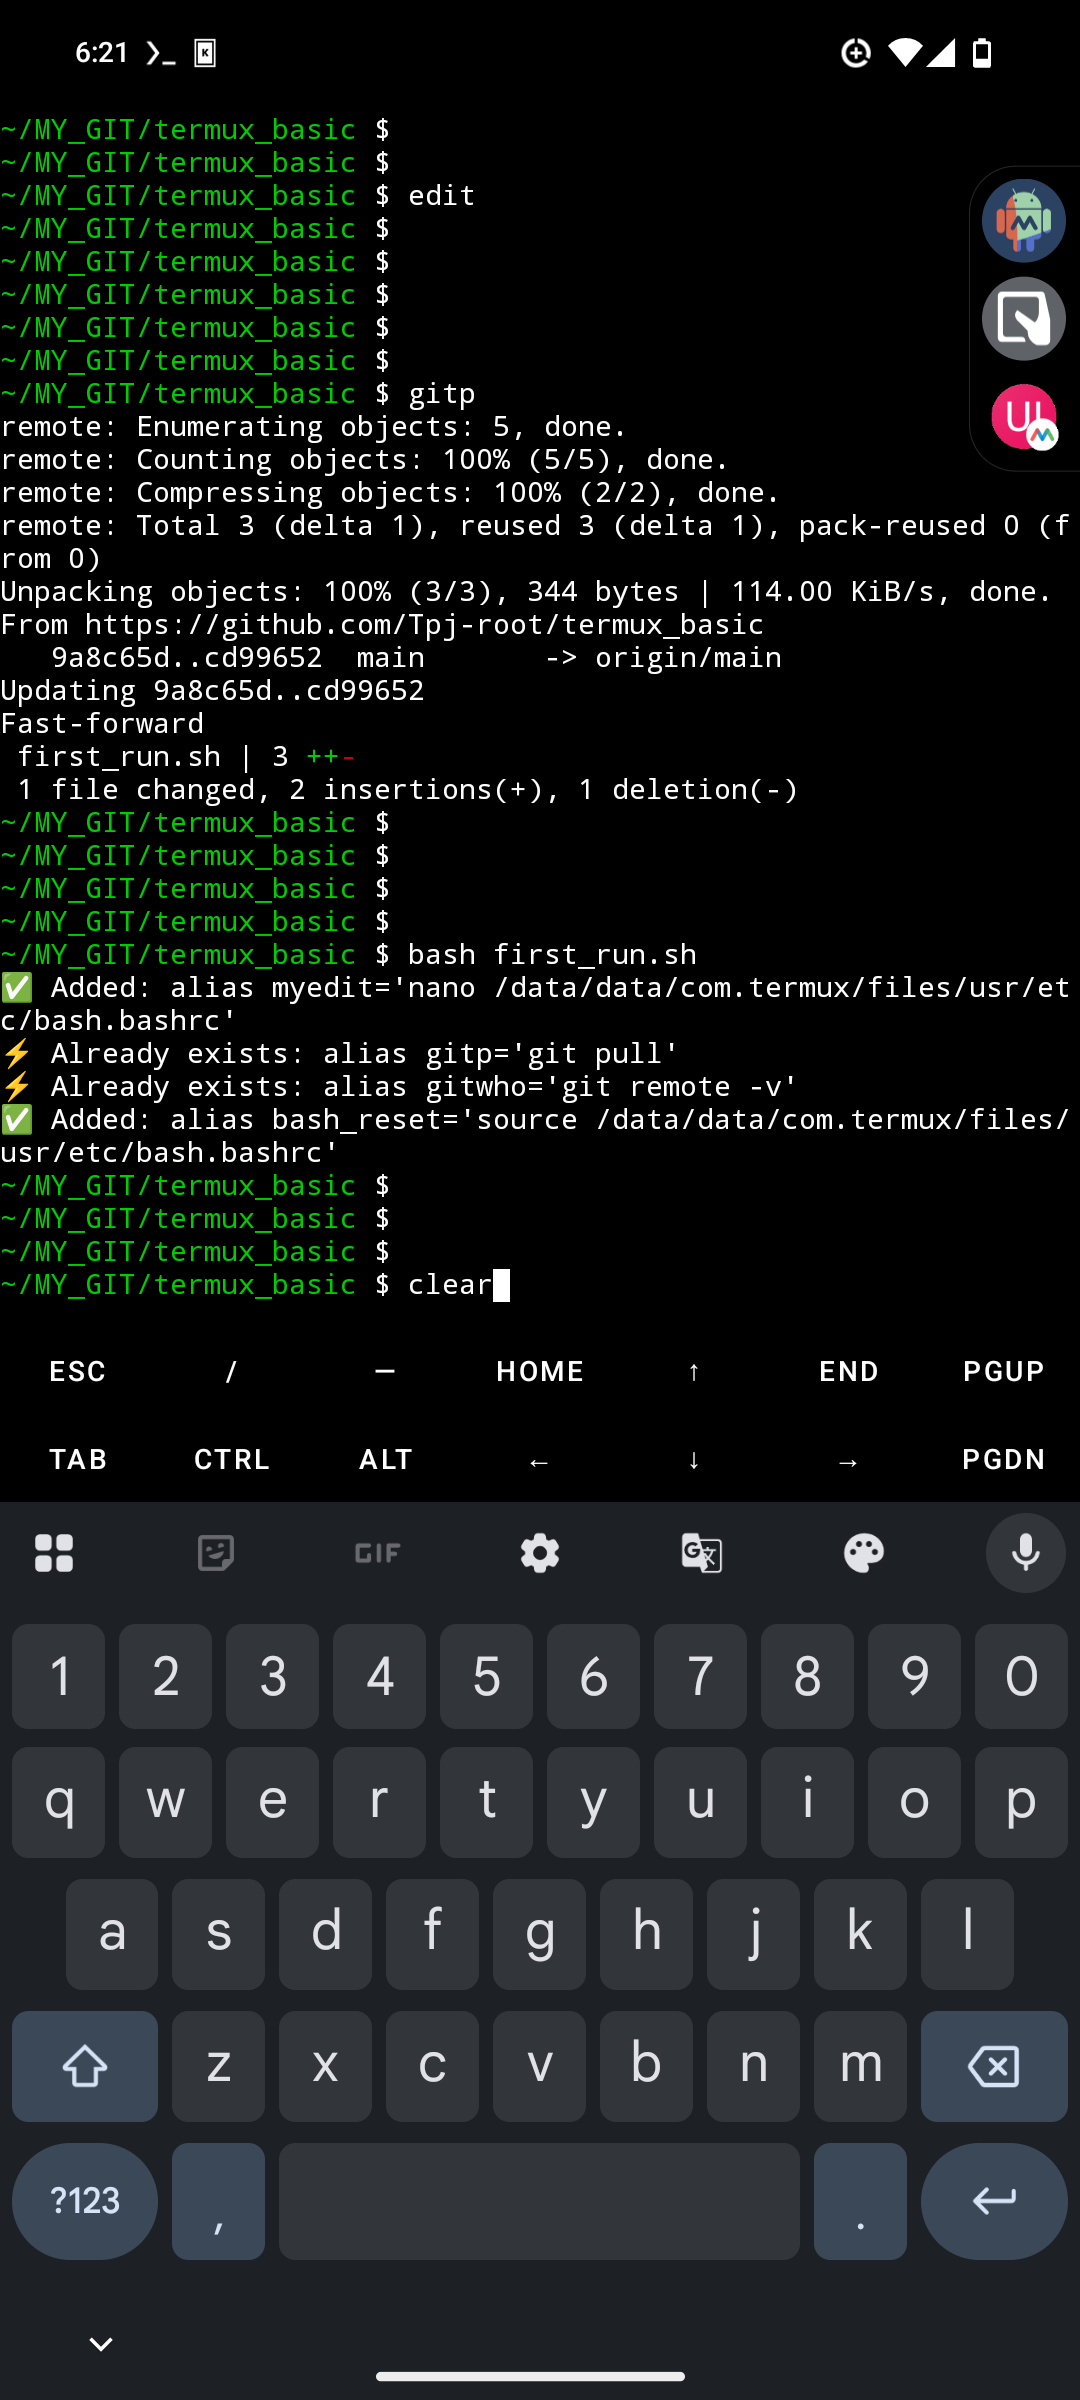 6:21
~/MY_GIT/termux_basic $
~/MY_GIT/termux_basic $
~/MY_GIT/termux_basic $ edit
~/MY_GIT/termux_basic $
~/MY_GIT/termux_basic $
~/MY_GIT/termux_basic $
~/MY_GIT/termux_basic $
~/MY_GIT/termux_basic $
~/MY_GIT/termux_basic $ gitp
remote: Enumerating objects: 5, done.
remote: Counting objects: 100% (5/5), done.
remote: Compressing objects: 100% (2/2), done.
remote: Total 3 (delta 1), reused 3 (delta 1), pack-reused 0 (f
rom 0)
Unpacking objects: 100% (3/3), 344 bytes | 114.00 KiB/s, done.
From https://github.com/Tpj-root/termux_basic
   9a8c65d..cd99652  main       -> origin/main
Updating 9a8c65d..cd99652
Fast-forward
 first_run.sh | 3 ++-
 1 file changed, 2 insertions(+), 1 deletion(-)
~/MY_GIT/termux_basic $
~/MY_GIT/termux_basic $
~/MY_GIT/termux_basic $
~/MY_GIT/termux_basic $
~/MY_GIT/termux_basic $ bash first_run.sh
✅ Added: alias myedit='nano /data/data/com.termux/files/usr/et
c/bash.bashrc'
⚡ Already exists: alias gitp='git pull'
⚡ Already exists: alias gitwho='git remote -v'
✅ Added: alias bash_reset='source /data/data/com.termux/files/
usr/etc/bash.bashrc'
~/MY_GIT/termux_basic $
~/MY_GIT/termux_basic $
~/MY_GIT/termux_basic $
~/MY_GIT/termux_basic $ clear
ESC / — HOME ↑ END PGUP
TAB CTRL ALT ← ↓ → PGDN
GIF
1 2 3 4 5 6 7 8 9 0
q w e r t y u i o p
a s d f g h j k l
z x c v b n m
?123 , .